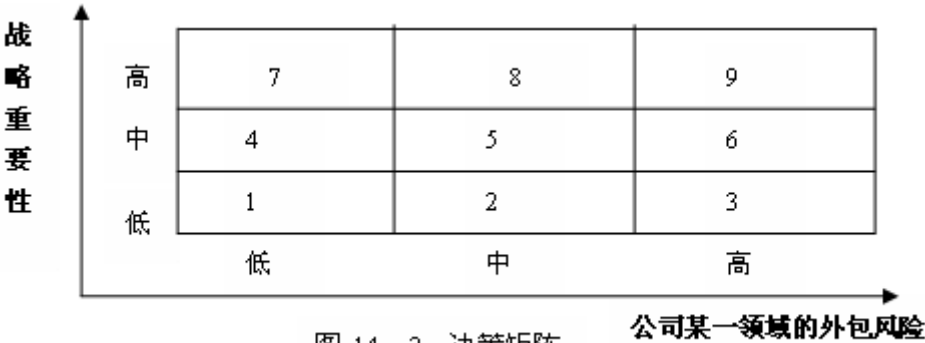 战略重要性
高 7 8 9
中 4 5 6
低 1 2 3
低 中 高
公司某一领域的外包风险
图 14－2 决策矩阵